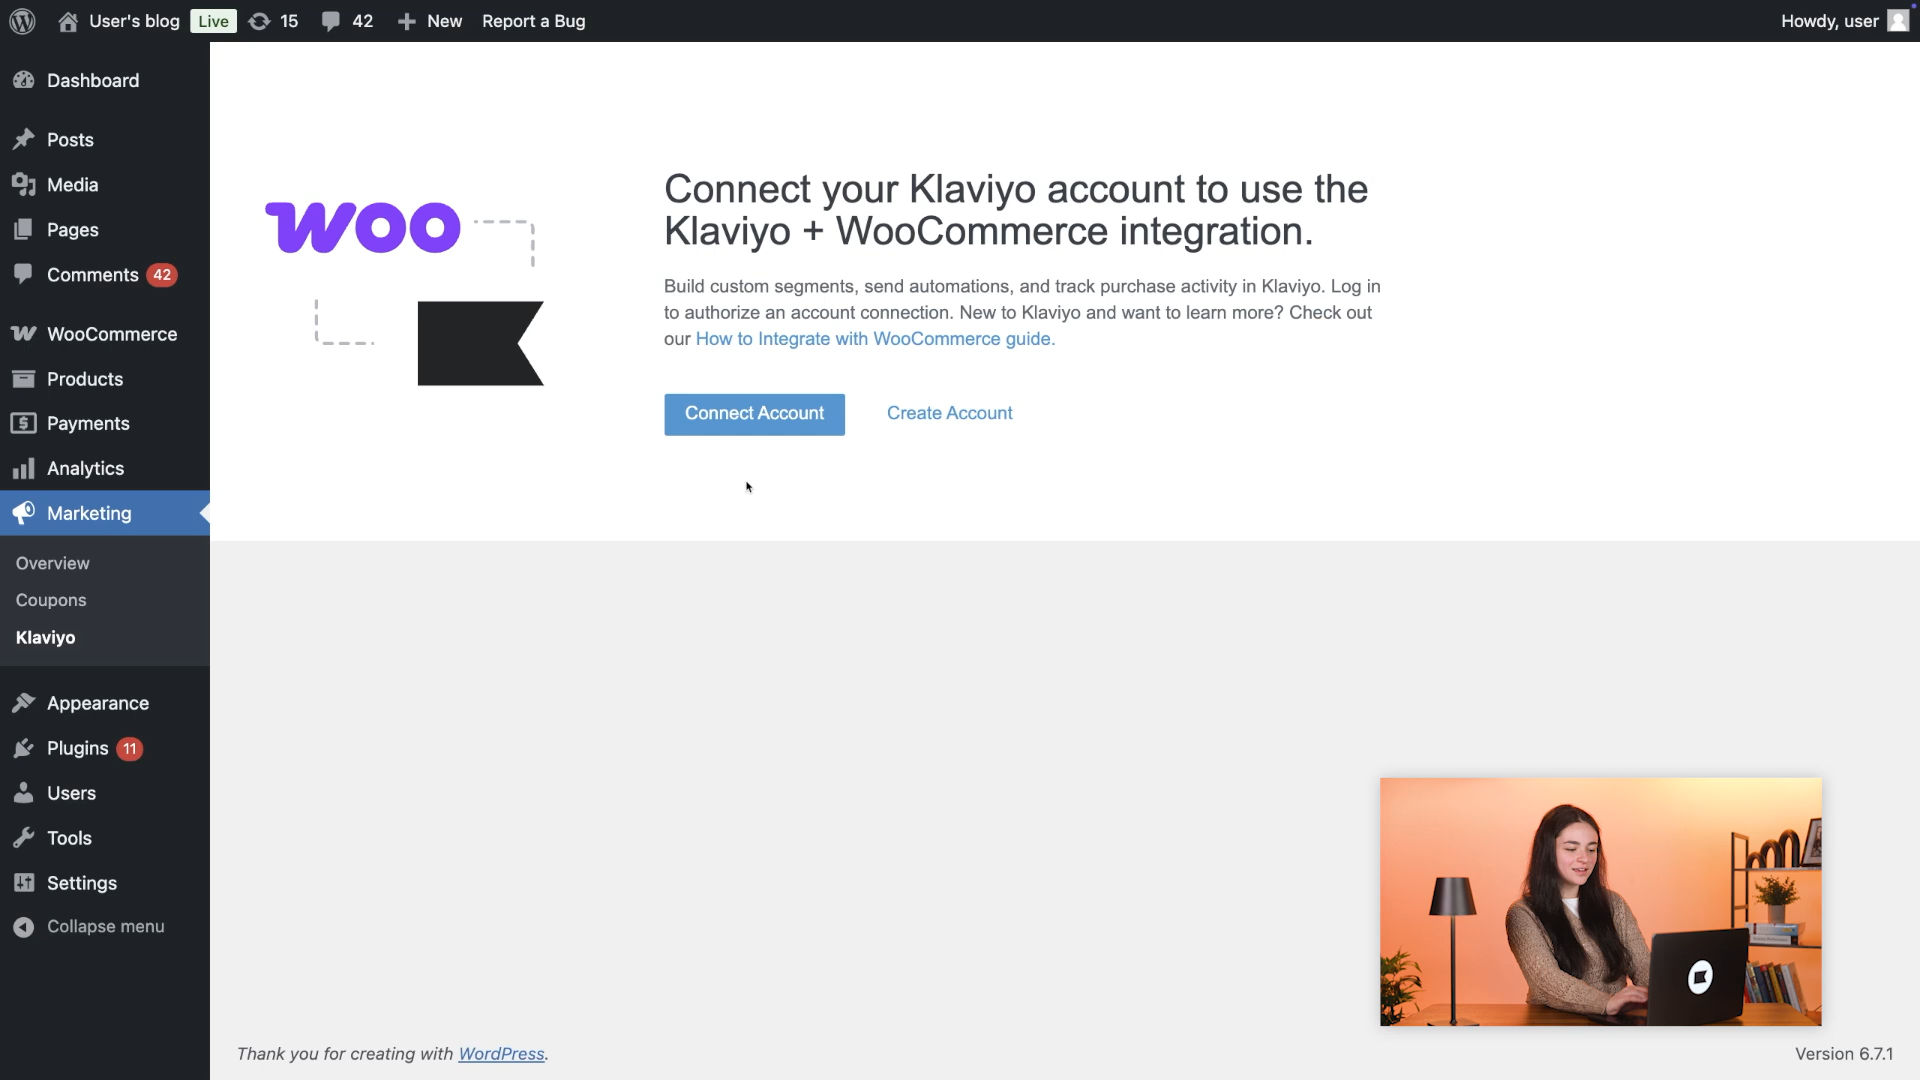 User's blog Live 15 42 New Report a Bug Howdy, user
Dashboard
Posts
Media
Pages
Comments 42
WooCommerce
Products
Payments
Analytics
Marketing
Overview
Coupons
Klaviyo
Appearance
Plugins 11
Users
Tools
Settings
Collapse menu
woo
Connect your Klaviyo account to use the
Klaviyo + WooCommerce integration.
Build custom segments, send automations, and track purchase activity in Klaviyo. Log in
to authorize an account connection. New to Klaviyo and want to learn more? Check out
our How to Integrate with WooCommerce guide.
Connect Account Create Account
Thank you for creating with WordPress.
Version 6.7.1